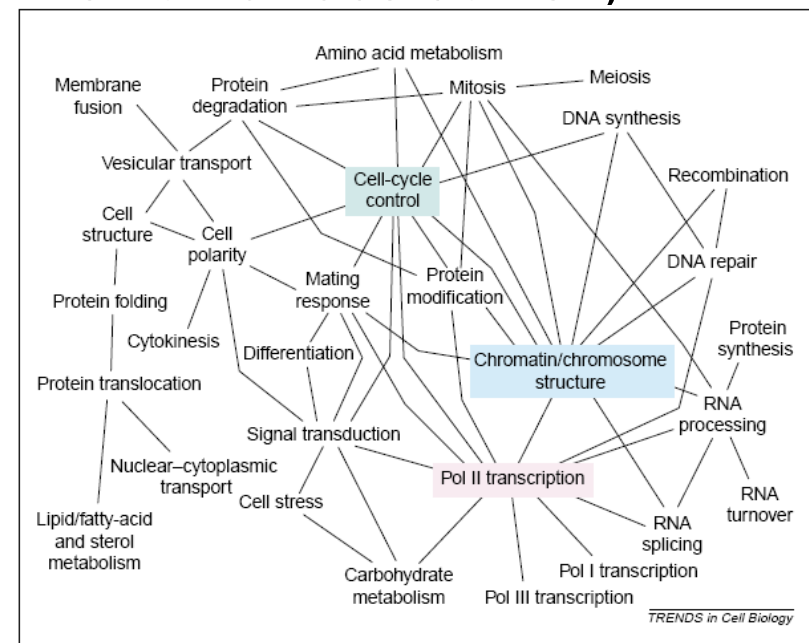 Amino acid metabolism
Membrane
fusion
Protein
degradation
Mitosis
Meiosis
DNA synthesis
Vesicular transport
Cell-cycle
control
Recombination
Cell
structure
Cell
polarity
DNA repair
Mating
response
Protein
modification
Protein folding
Cytokinesis
Differentiation
Protein
synthesis
Chromatin/chromosome
structure
Protein translocation
RNA
processing
Signal transduction
Nuclear–cytoplasmic
transport
Pol II transcription
Cell stress
RNA
turnover
Lipid/fatty-acid
and sterol
metabolism
RNA
splicing
Carbohydrate
metabolism
Pol I transcription
Pol III transcription
TRENDS in Cell Biology